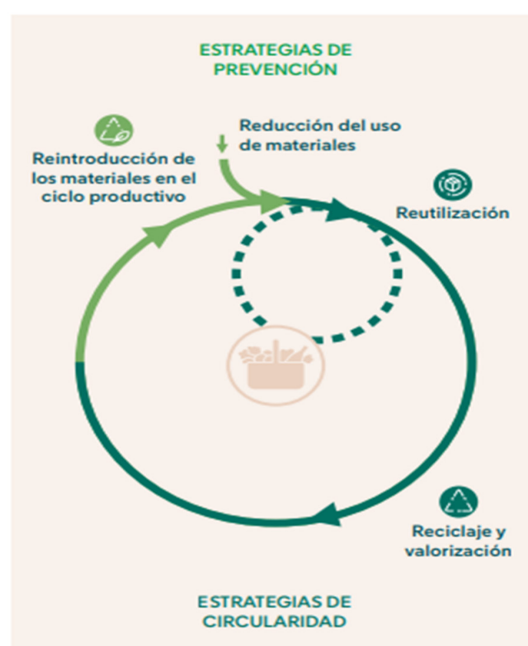 ESTRATEGIAS DE
PREVENCIÓN
Reducción del uso
de materiales
Reintroducción de
los materiales en el
ciclo productivo
Reutilización
Reciclaje y
valorización
ESTRATEGIAS DE
CIRCULARIDAD